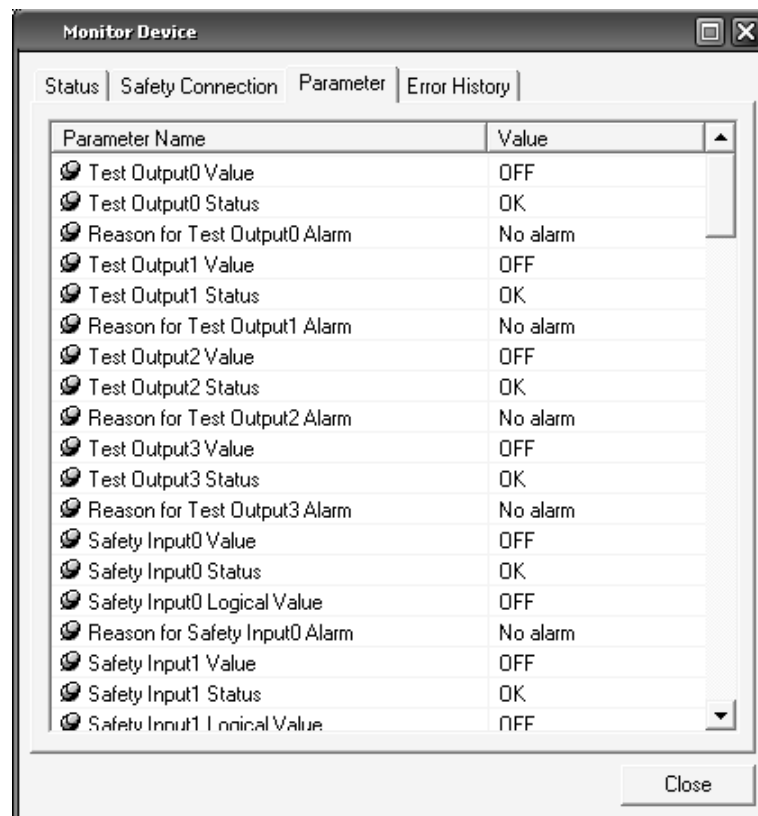 Monitor Device
Status Safety Connection Parameter Error History
Parameter Name Value
Test Output0 Value OFF
Test Output0 Status OK
Reason for Test Output0 Alarm No alarm
Test Output1 Value OFF
Test Output1 Status OK
Reason for Test Output1 Alarm No alarm
Test Output2 Value OFF
Test Output2 Status OK
Reason for Test Output2 Alarm No alarm
Test Output3 Value OFF
Test Output3 Status OK
Reason for Test Output3 Alarm No alarm
Safety Input0 Value OFF
Safety Input0 Status OK
Safety Input0 Logical Value OFF
Reason for Safety Input0 Alarm No alarm
Safety Input1 Value OFF
Safety Input1 Status OK
Safety Input1 Logical Value OFF
Close